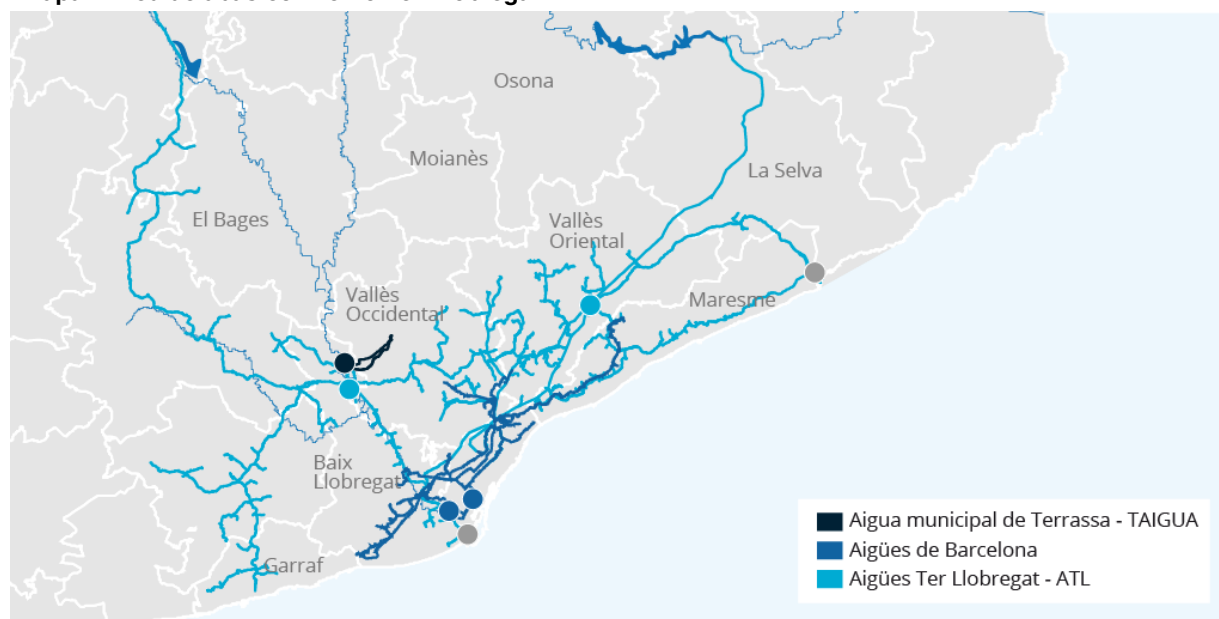 Osona
Moianès
La Selva
El Bages
Vallès
Oriental
Vallès
Occidental
Maresme
Baix
Llobregat
Garraf
Aigua municipal de Terrassa - TAIGUA
Aigües de Barcelona
Aigües Ter Llobregat - ATL